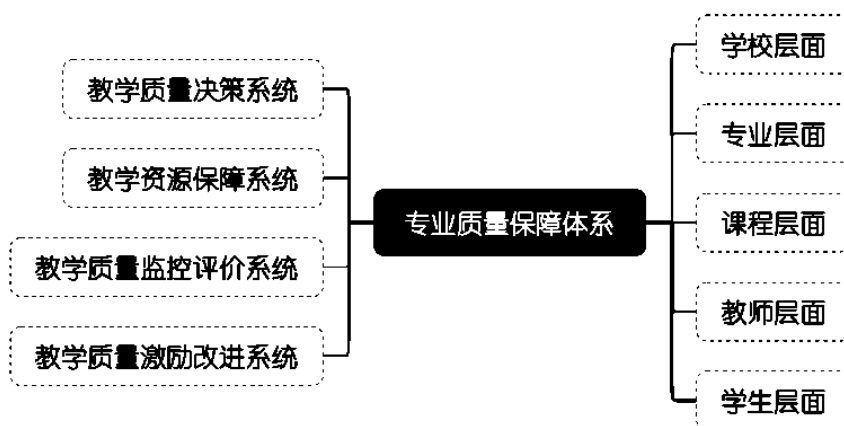 教学质量决策系统
教学资源保障系统
教学质量监控评价系统
教学质量激励改进系统
专业质量保障体系
学校层面
专业层面
课程层面
教师层面
学生层面